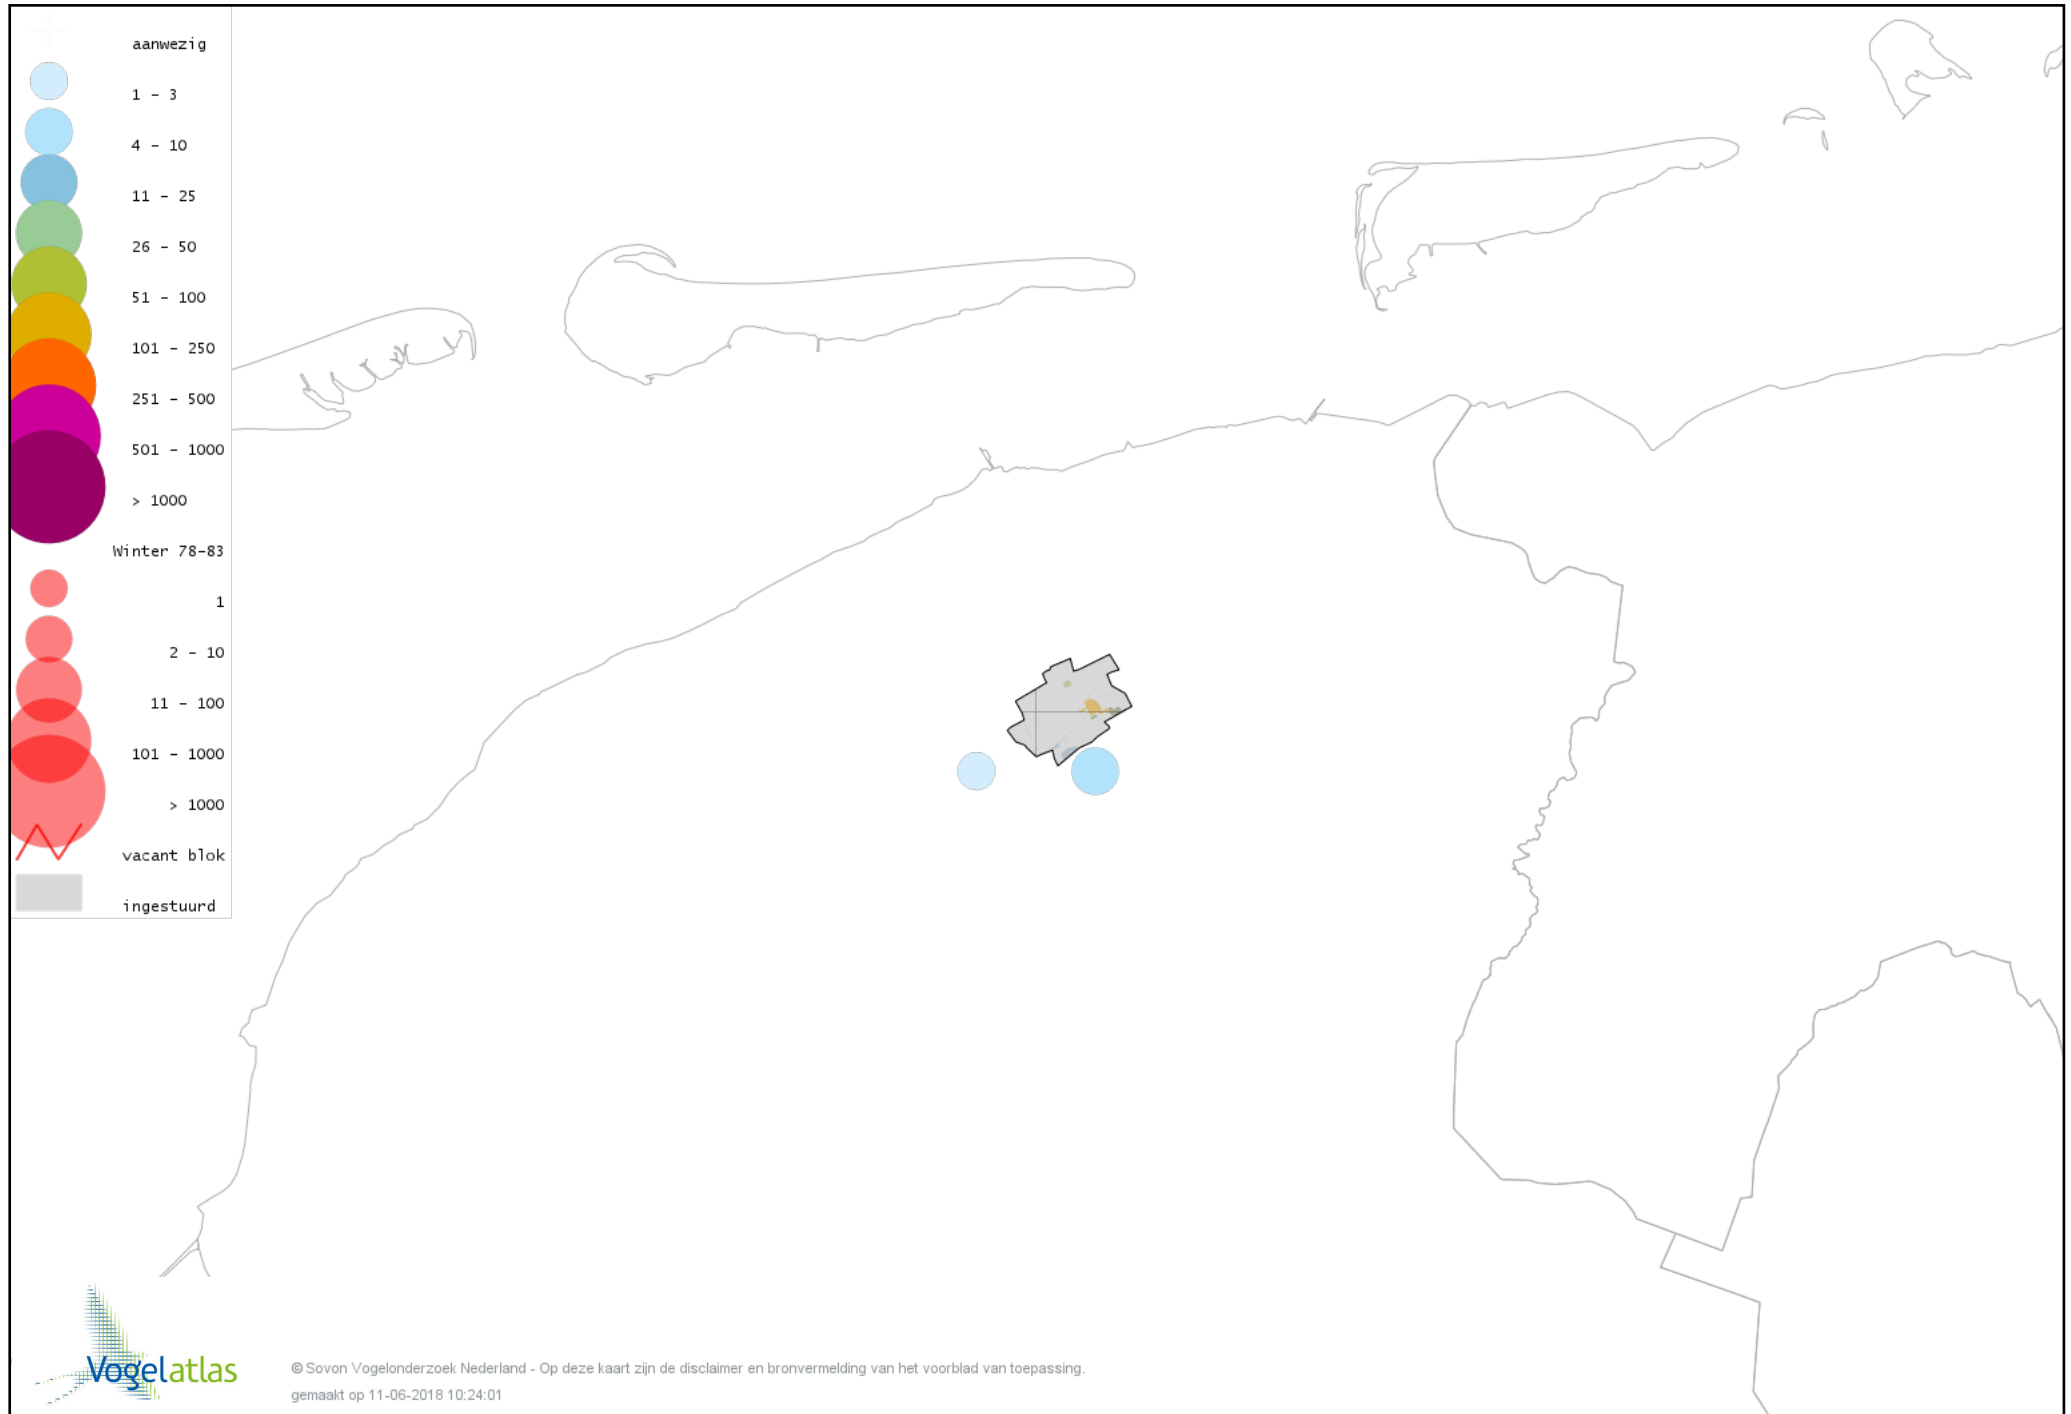 aanwezig
1 - 3
4 - 10
11 - 25
26 - 50
51 - 100
101 - 250
251 - 500
501 - 1000
> 1000
Winter 78-83
1
2 - 10
11 - 100
101 - 1000
> 1000
vacant blok
ingestuurd
Vogelatlas
© Sovon Vogelonderzoek Nederland - Op deze kaart zijn de disclaimer en bronvermelding van het voorblad van toepassing.
gemaakt op 11-06-2018 10:24:01